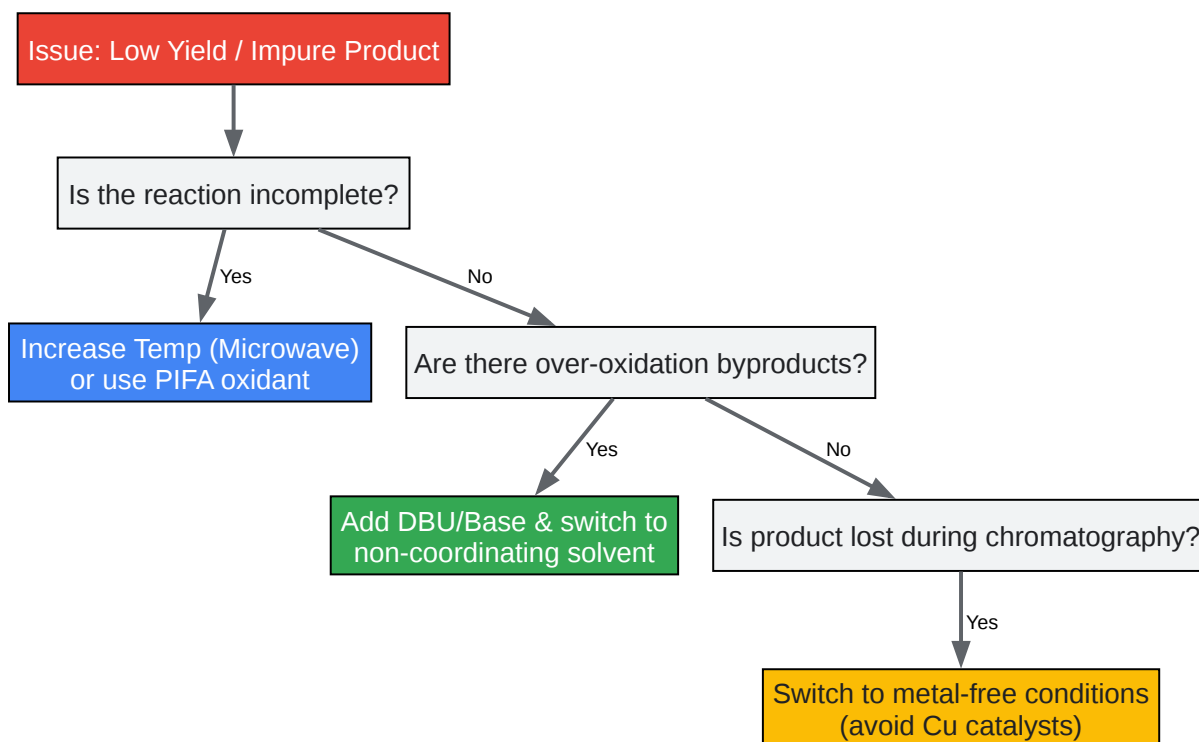 Issue: Low Yield / Impure Product
Is the reaction incomplete?
Yes
No
Increase Temp (Microwave)
or use PIFA oxidant
Are there over-oxidation byproducts?
Yes
No
Add DBU/Base & switch to
non-coordinating solvent
Is product lost during chromatography?
Yes
Switch to metal-free conditions
(avoid Cu catalysts)